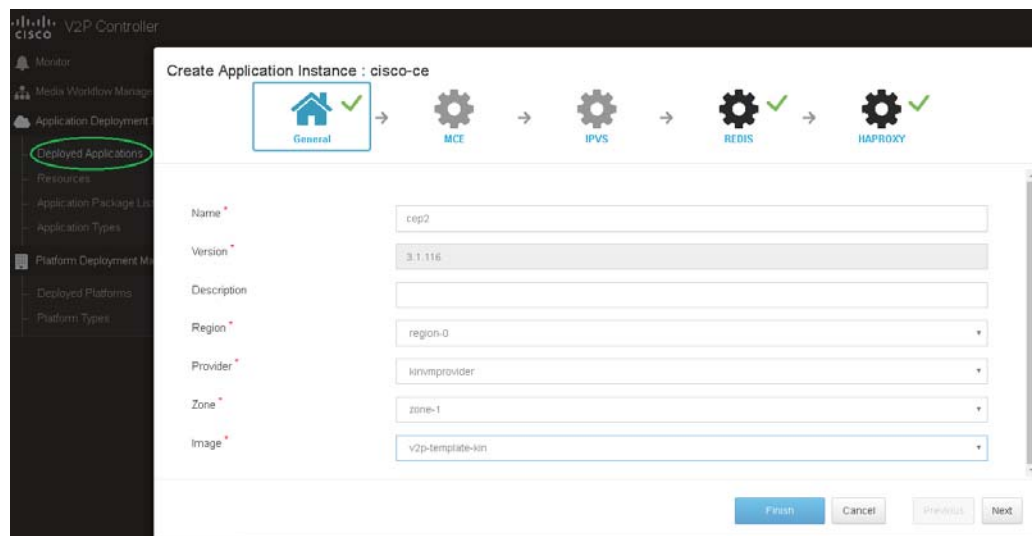 cisco V2P Controller
Monitor
Media Workflow Manage
Application Deployment
Deployed Applications
Resources
Application Package Lis
Application Types
Platform Deployment Ma
Deployed Platforms
Platform Types
Create Application Instance : cisco-ce
General
MCE
IPVS
REDIS
HAPROXY
Name *
cep2
Version *
3.1.116
Description
Region *
region-0
Provider *
kinvmprovider
Zone *
zone-1
Image *
v2p-template-kin
Finish
Cancel
Previous
Next